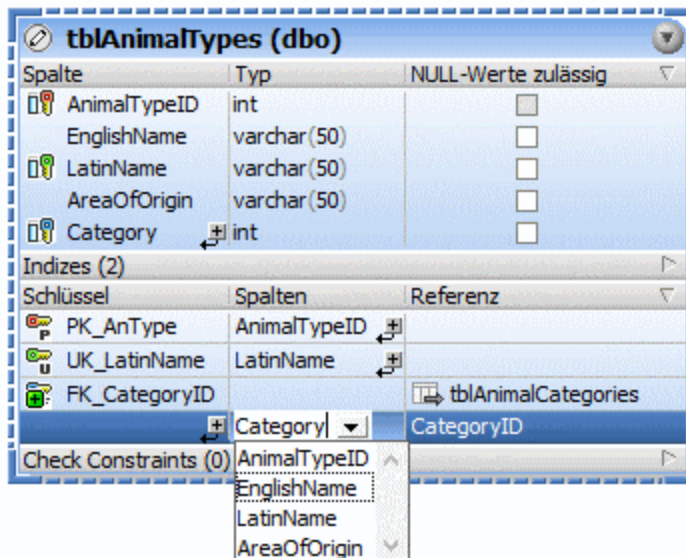 tblAnimalTypes (dbo)
Spalte Typ NULL-Werte zulässig
AnimalTypeID int
EnglishName varchar(50)
LatinName varchar(50)
AreaOfOrigin varchar(50)
Category int
Indizes (2)
Schlüssel Spalten Referenz
P PK_AnType AnimalTypeID
U UK_LatinName LatinName
FK_CategoryID tblAnimalCategories
Category CategoryID
Check Constraints (0) AnimalTypeID
EnglishName
LatinName
AreaOfOrigin